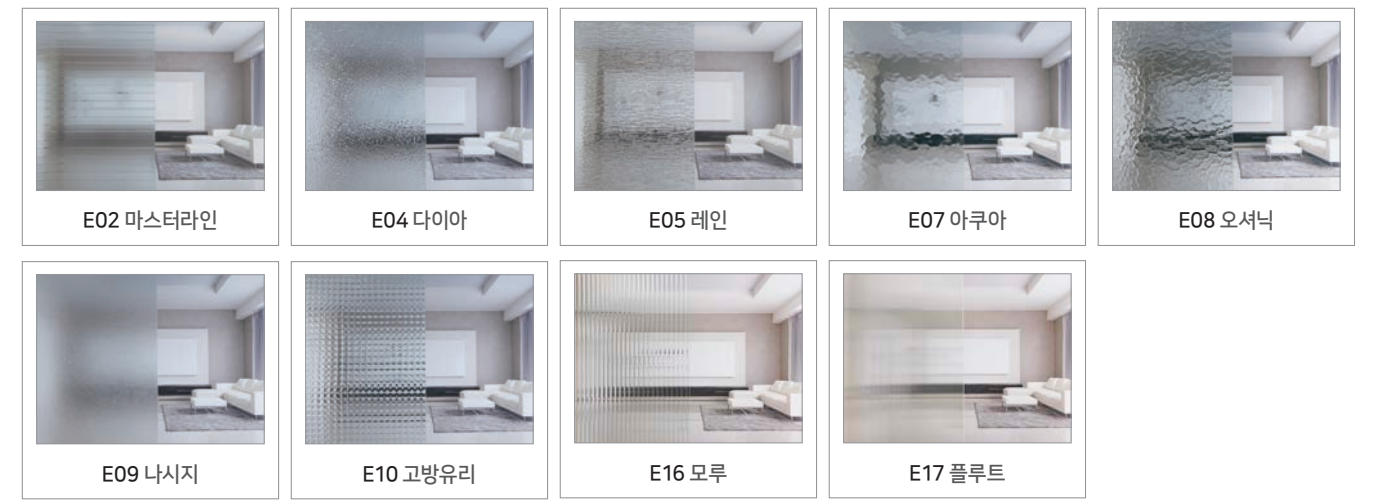 E02 마스터라인
E04 다이아
E05 레인
E07 아쿠아
E08 오셔닉
E09 나시지
E10 고방유리
E16 모루
E17 플루트